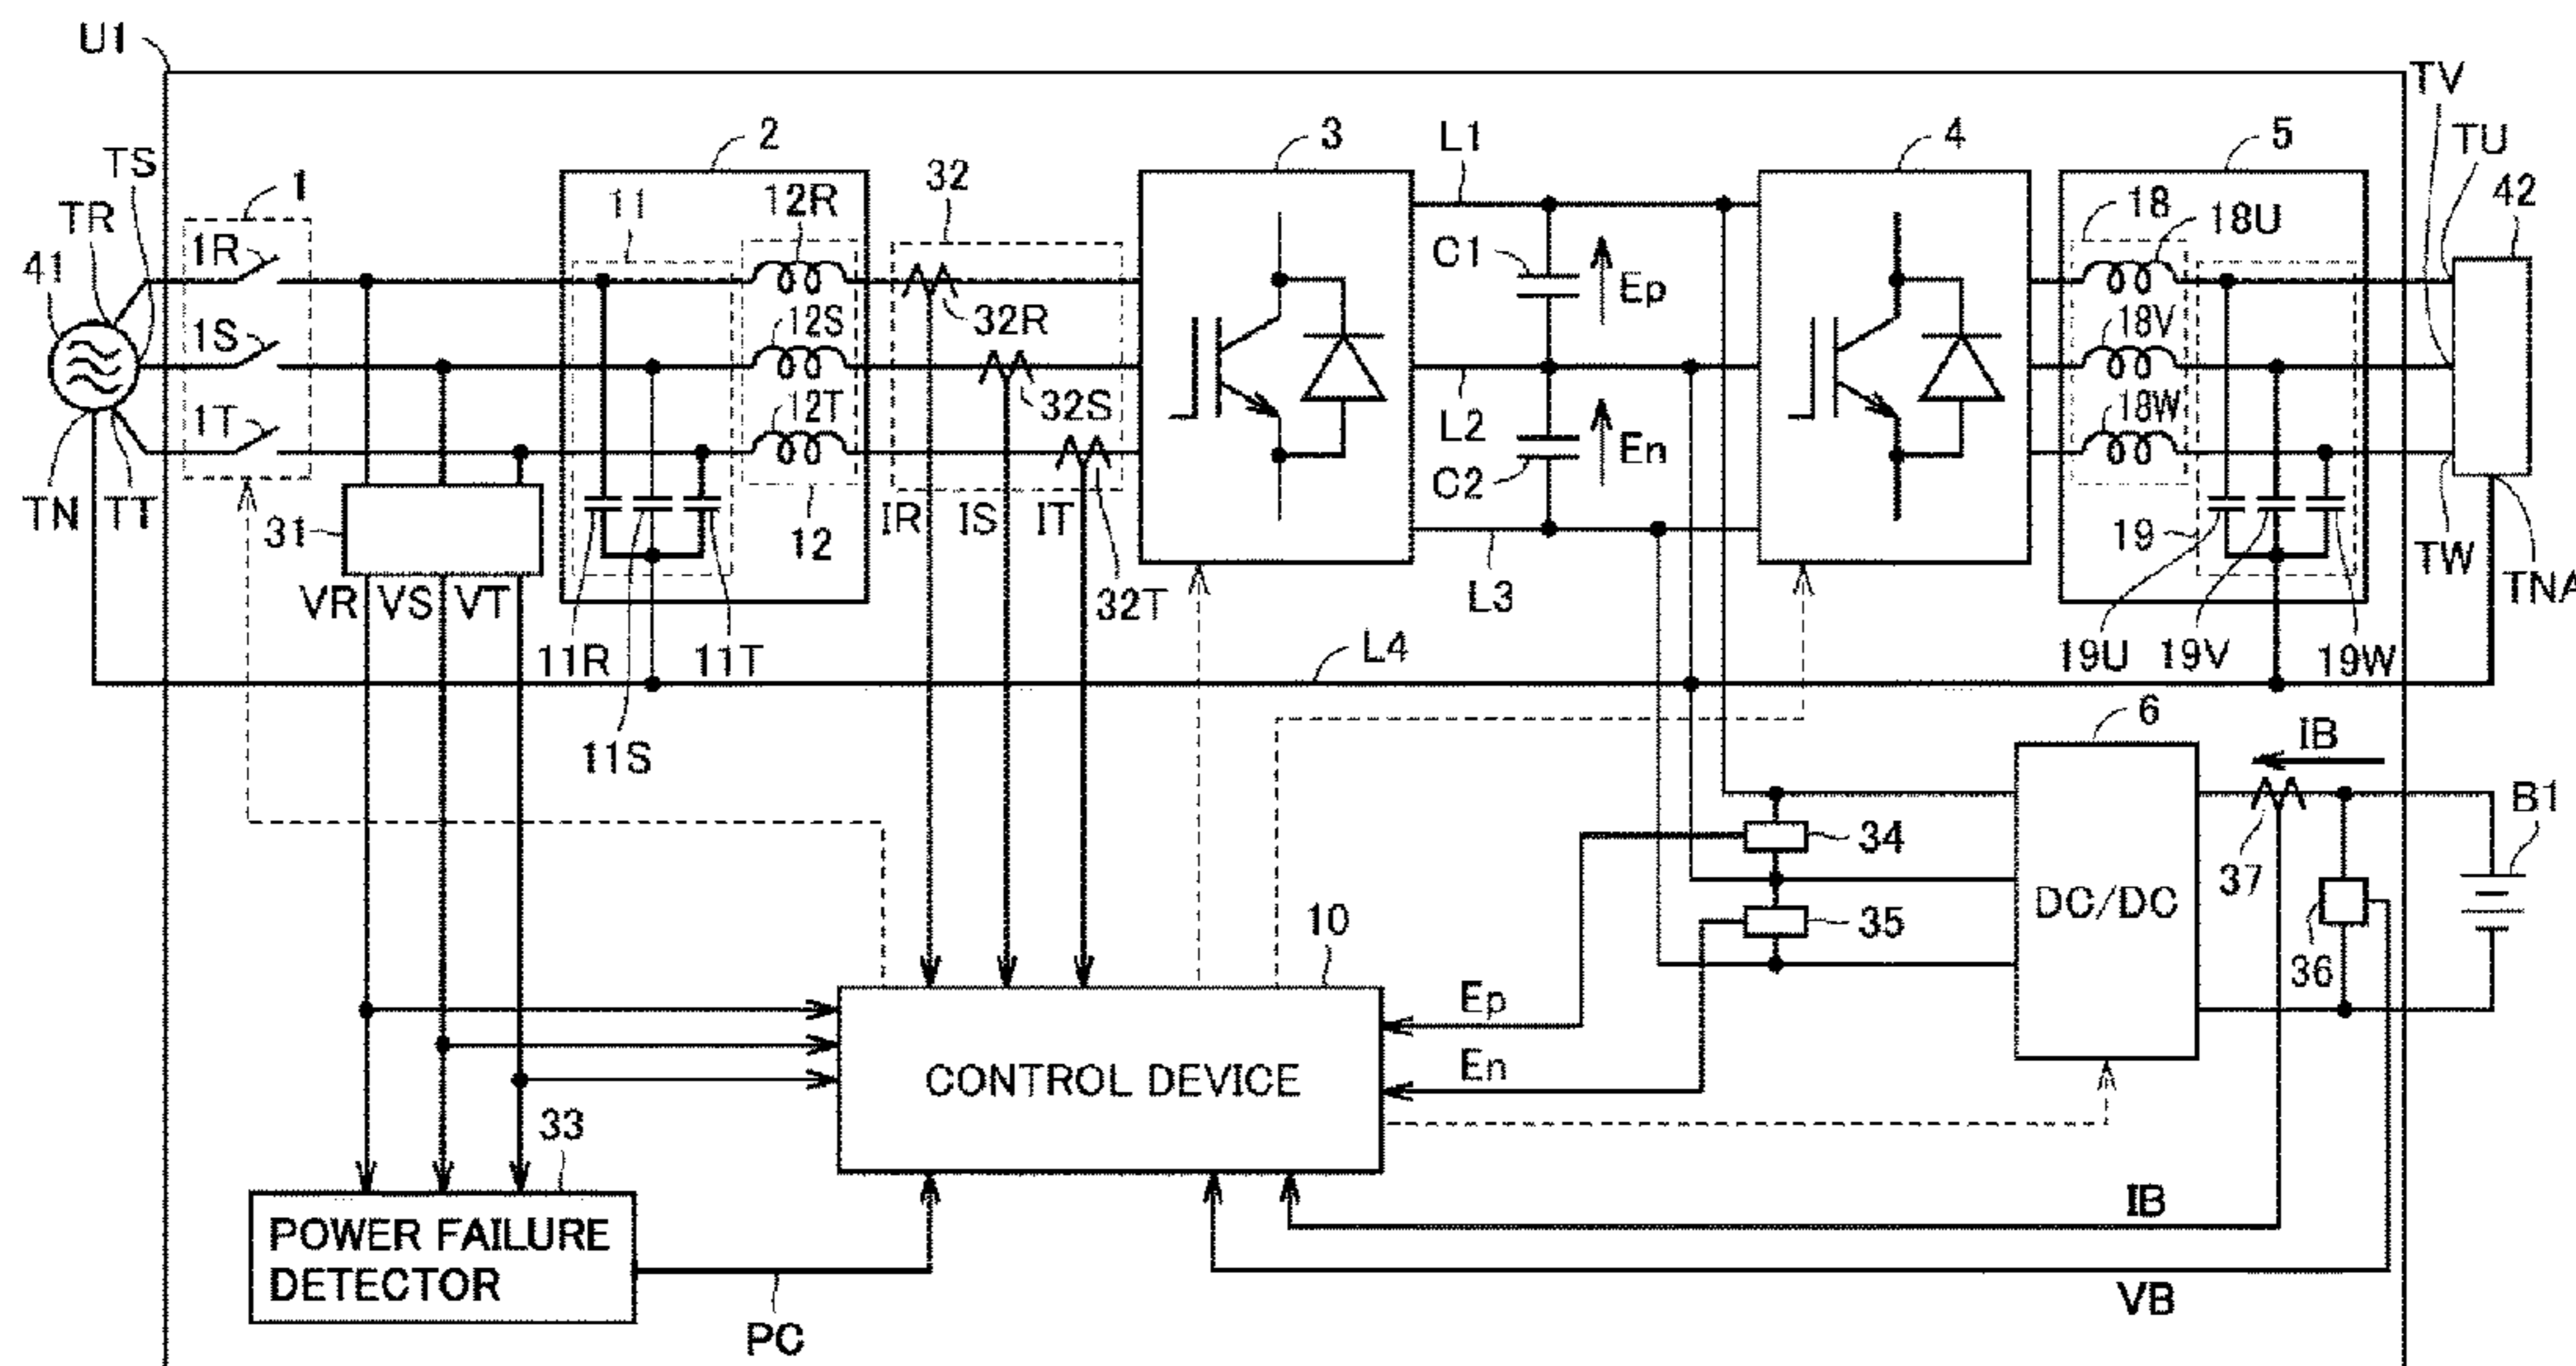 U1
TV
2
3
L1
4
5
TU
TS
1
32
42
TR
11
12R
18
18U
1R
C1
41
Ep
32R
1S
12S
18V
32S
1T
12T
18W
L2
En
C2
TN
TT
31
12
IR
IS
IT
19
TW
TNA
VR
VS
VT
32T
L3
11R
11T
L4
19U
19V
19W
11S
6
IB
B1
34
37
DC/DC
35
36
10
Ep
CONTROL DEVICE
En
33
POWER FAILURE
DETECTOR
IB
VB
PC